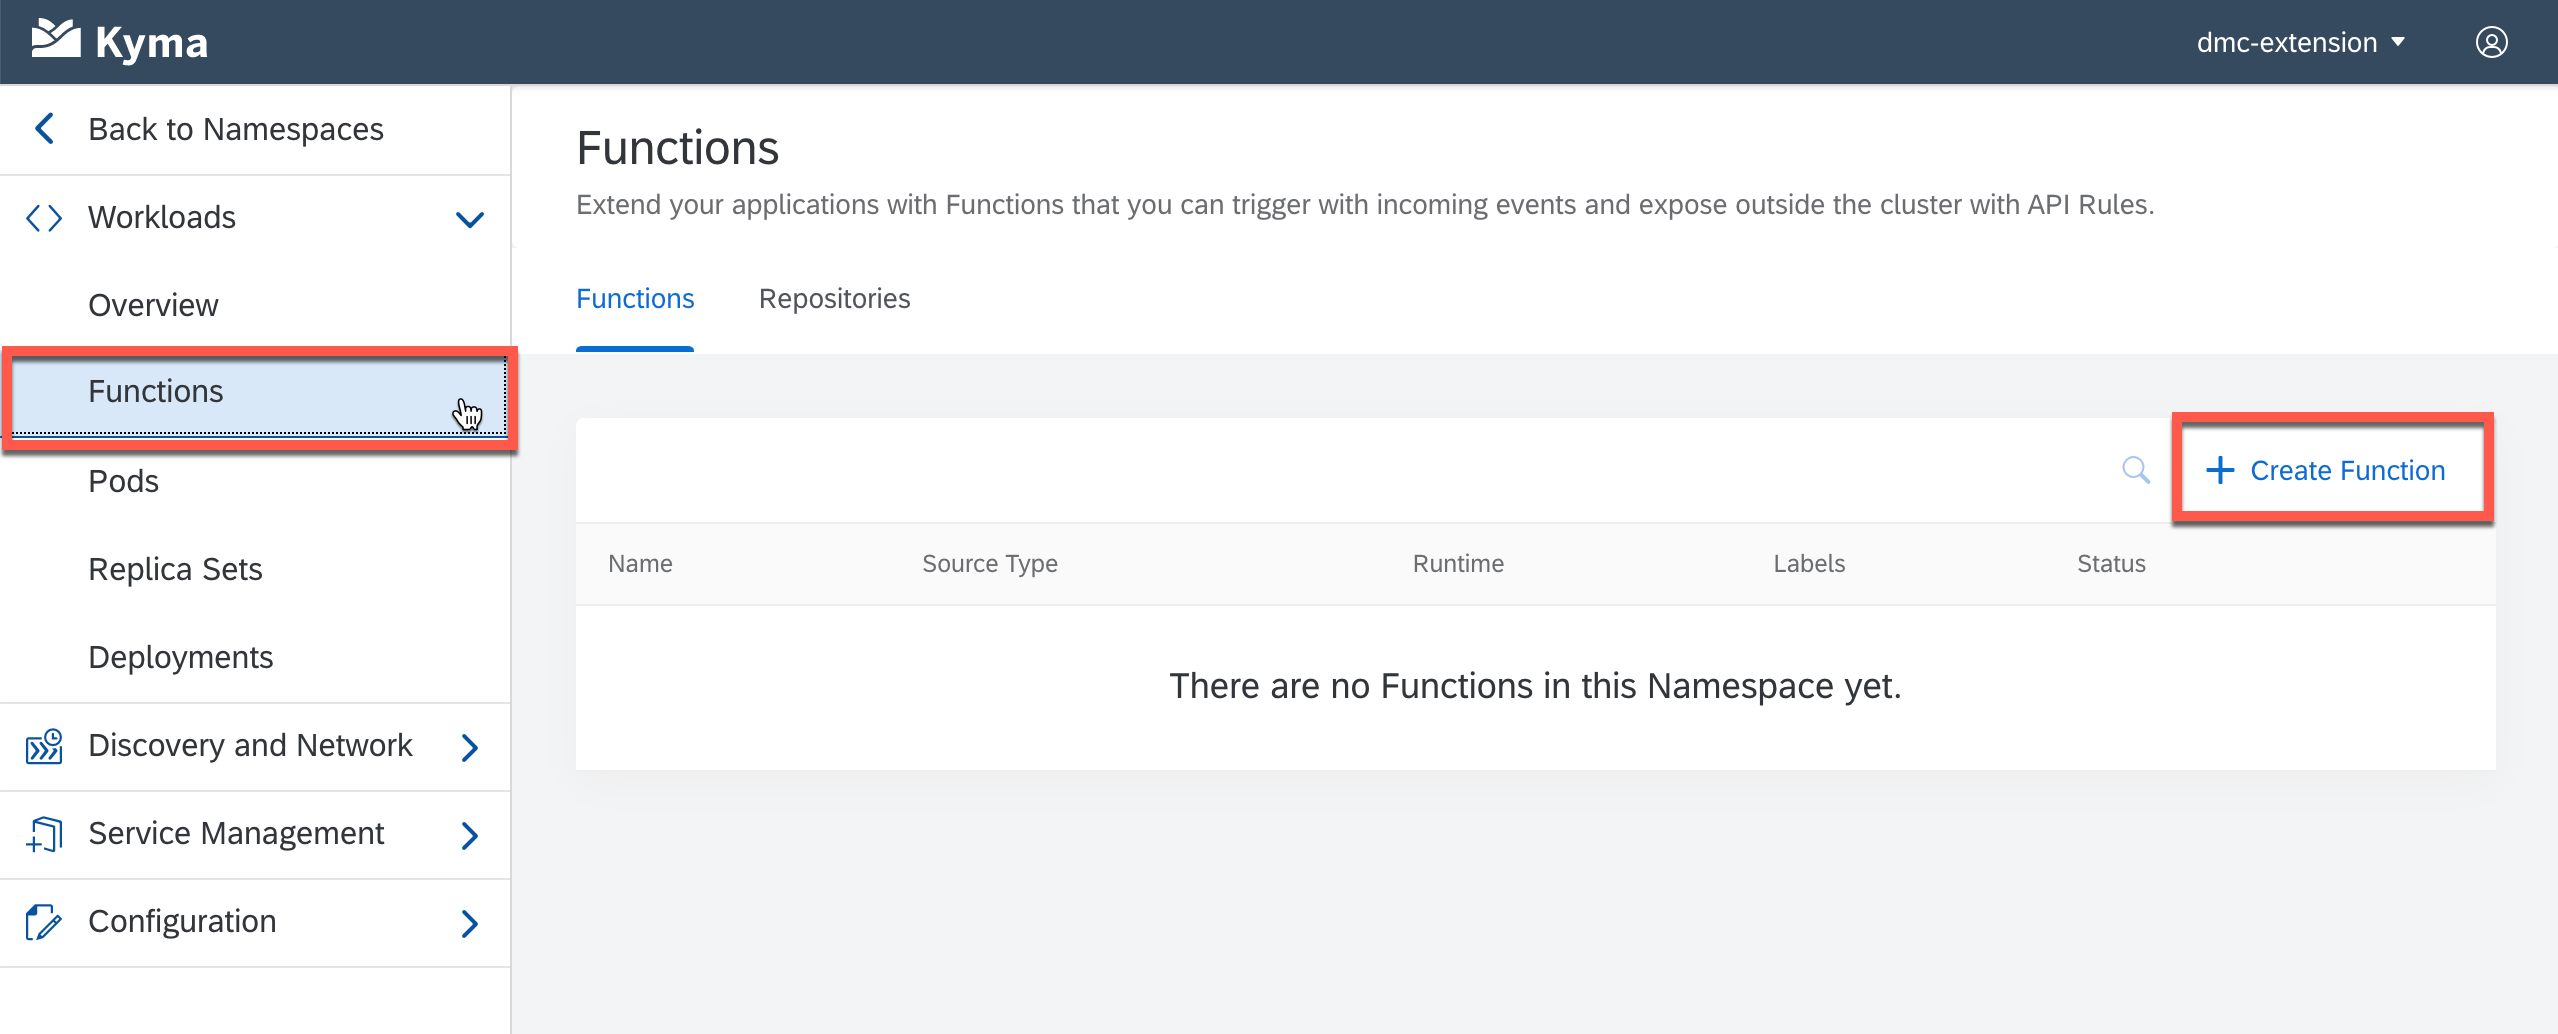 Kyma
dmc-extension
Back to Namespaces
Workloads
Overview
Functions
Pods
Replica Sets
Deployments
Discovery and Network
Service Management
Configuration
Functions
Extend your applications with Functions that you can trigger with incoming events and expose outside the cluster with API Rules.
Functions Repositories
Create Function
Name Source Type Runtime Labels Status
There are no Functions in this Namespace yet.